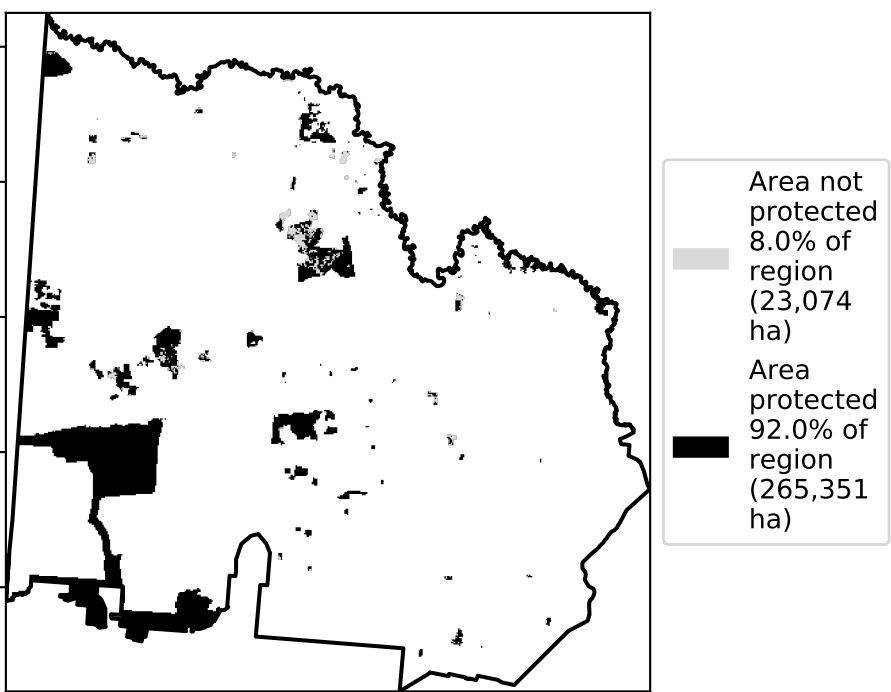 Area not
protected
8.0% of
region
(23,074
ha)
Area
protected
92.0% of
region
(265,351
ha)